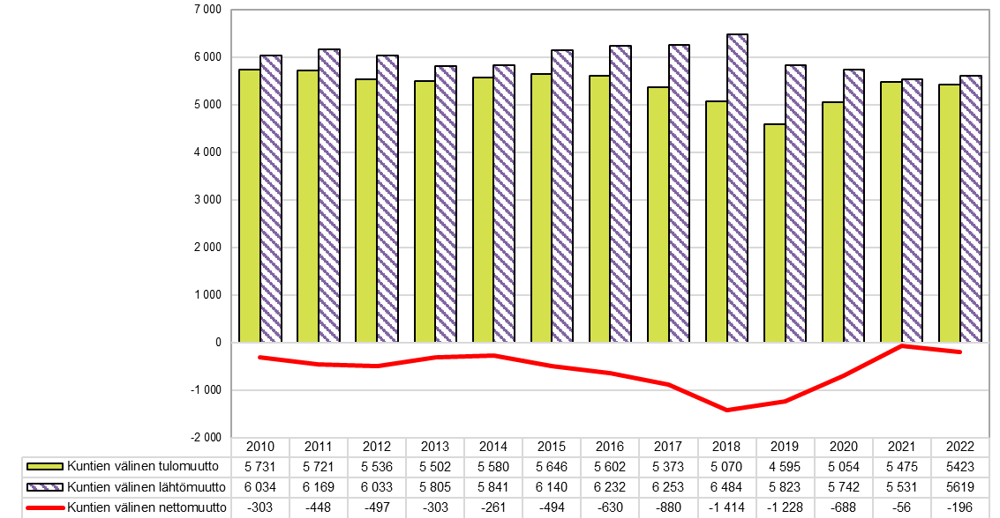 7 000
6 000
5 000
4 000
3 000
2 000
1 000
0
-1 000
-2 000
2010 2011 2012 2013 2014 2015 2016 2017 2018 2019 2020 2021 2022
Kuntien välinen tulomuutto 5 731 5 721 5 536 5 502 5 580 5 646 5 602 5 373 5 070 4 595 5 054 5 475 5423
Kuntien välinen lähtömuutto 6 034 6 169 6 033 5 805 5 841 6 140 6 232 6 253 6 484 5 823 5 742 5 531 5619
Kuntien välinen nettomuutto -303 -448 -497 -303 -261 -494 -630 -880 -1 414 -1 228 -688 -56 -196